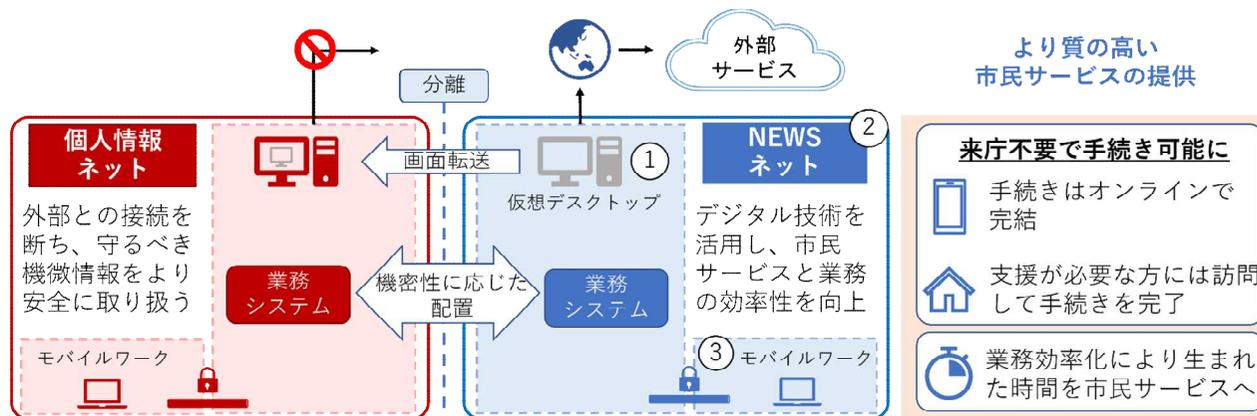 分離
外部
サービス
より質の高い
市民サービスの提供
個人情報
ネット
画面転送
①
仮想デスクトップ
NEWS
ネット
②
外部との接続を
断ち、守るべき
機微情報をより
安全に取り扱う
業務
システム
機密性に応じた
配置
業務
システム
デジタル技術を
活用し、市民
サービスと業務
の効率性を向上
モバイルワーク
③
モバイルワーク
来庁不要で手続き可能に
手続きはオンラインで
完結
支援が必要な方には訪問
して手続きを完了
業務効率化により生まれ
た時間を市民サービスへ